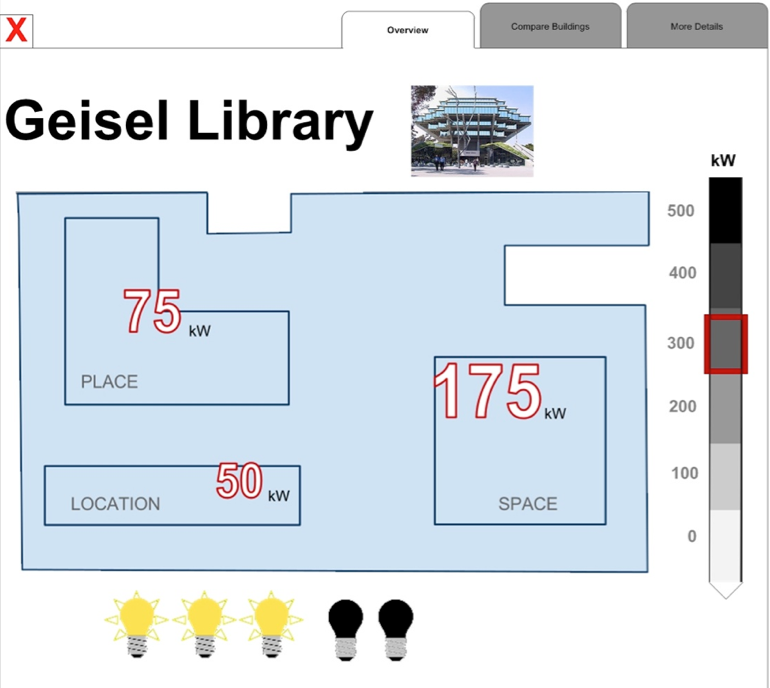 X
Overview
Compare Buildings
More Details
Geisel Library
kW
500
400
300
200
100
0
75 kW
PLACE
175 kW
50 kW
LOCATION
SPACE